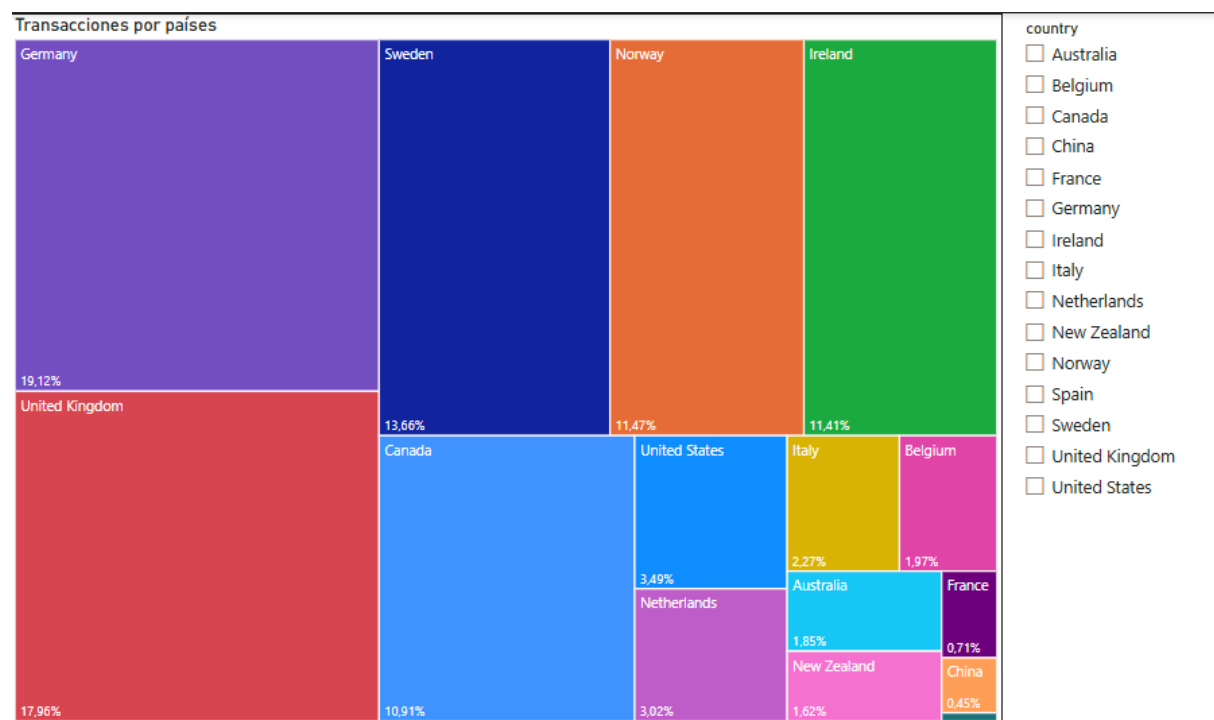 Transacciones por países
Germany
19,12%
United Kingdom
17,96%
Sweden
13,66%
Norway
11,47%
Ireland
11,41%
Canada
10,91%
United States
3,49%
Netherlands
3,02%
Italy
2,27%
Belgium
1,97%
Australia
1,85%
New Zealand
1,62%
France
0,71%
China
0,45%
country
Australia
Belgium
Canada
China
France
Germany
Ireland
Italy
Netherlands
New Zealand
Norway
Spain
Sweden
United Kingdom
United States